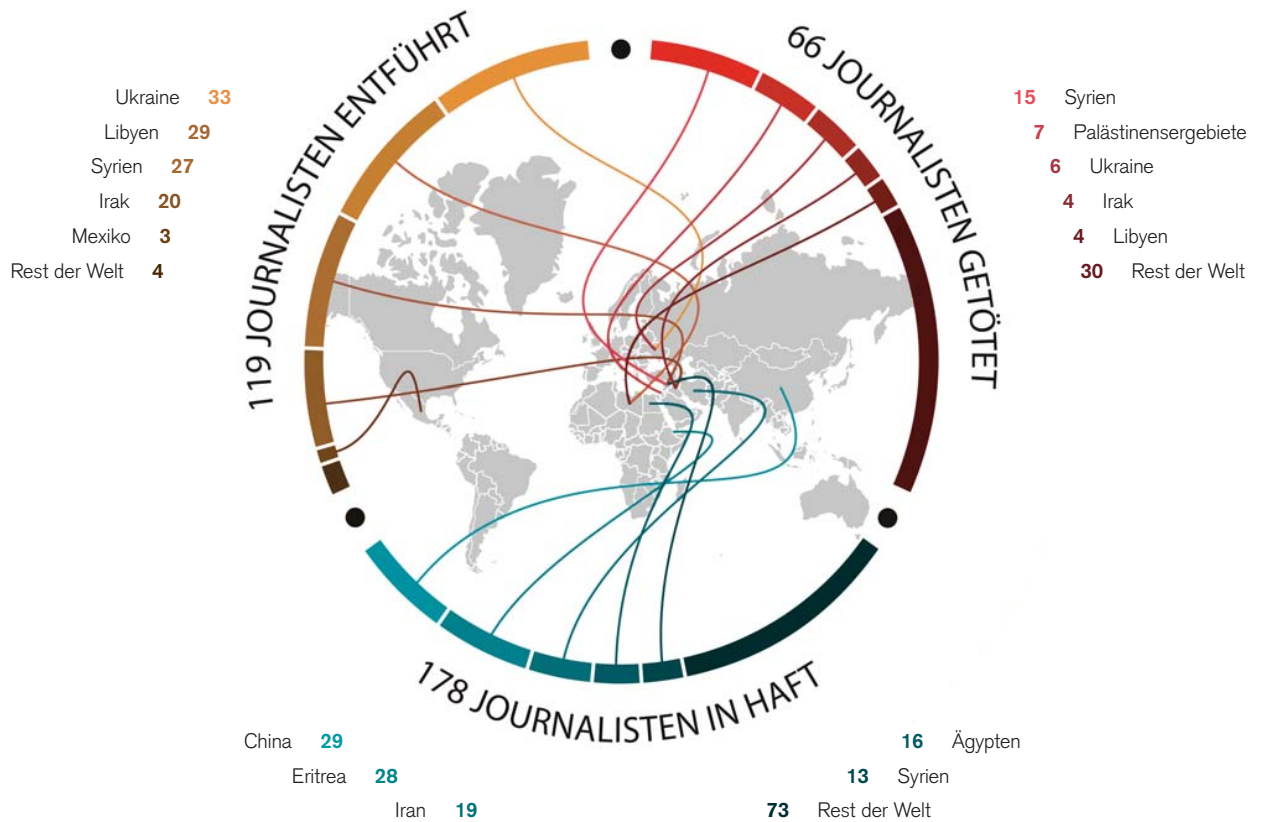 119 JOURNALISTEN ENTFÜHRT
Ukraine 33
Libyen 29
Syrien 27
Irak 20
Mexiko 3
Rest der Welt 4
66 JOURNALISTEN GETÖTET
15 Syrien
7 Palästinensergebiete
6 Ukraine
4 Irak
4 Libyen
30 Rest der Welt
178 JOURNALISTEN IN HAFT
China 29
Eritrea 28
Iran 19
16 Ägypten
13 Syrien
73 Rest der Welt